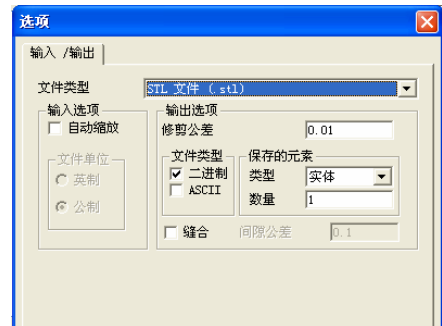 选项
输入 /输出
文件类型 STL 文件 (.stl)
输入选项 输出选项
自动缩放 修剪公差 0.01
文件类型 保存的元素
文件单位 二进制 类型 实体
英制 ASCII
公制 数量 1
缝合 间隙公差 0.1